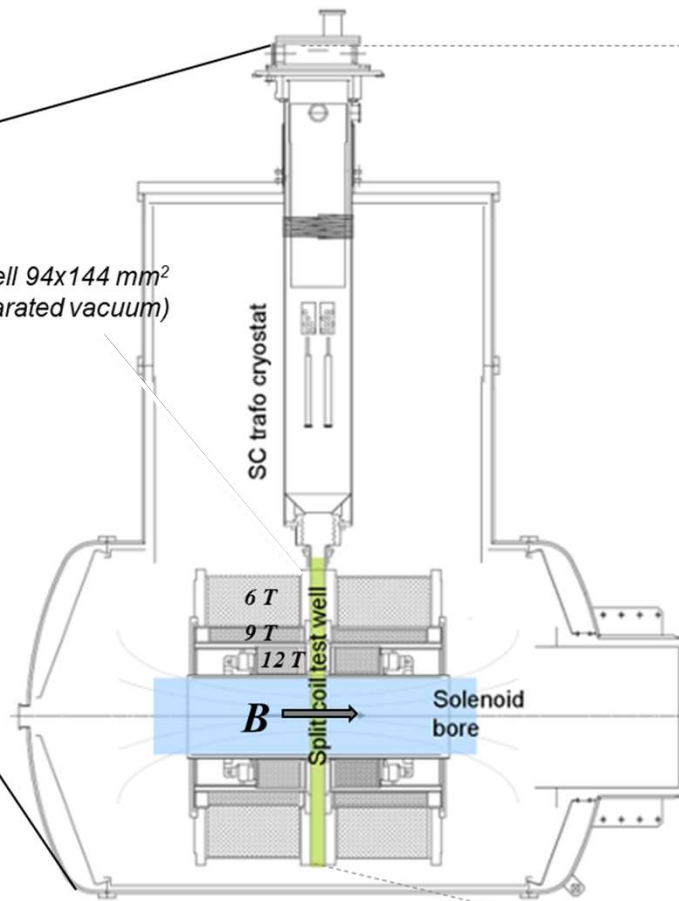 ell 94x144 mm²
arated vacuum)
SC trafo cryostat
6 T
9 T
12 T
Split coil test well
B
Solenoid
bore